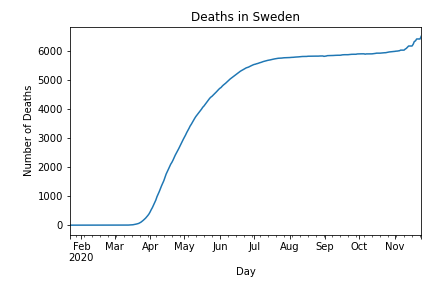 Deaths in Sweden
Number of Deaths
6000
5000
4000
3000
2000
1000
0
Feb Mar Apr May Jun Jul Aug Sep Oct Nov
2020
Day